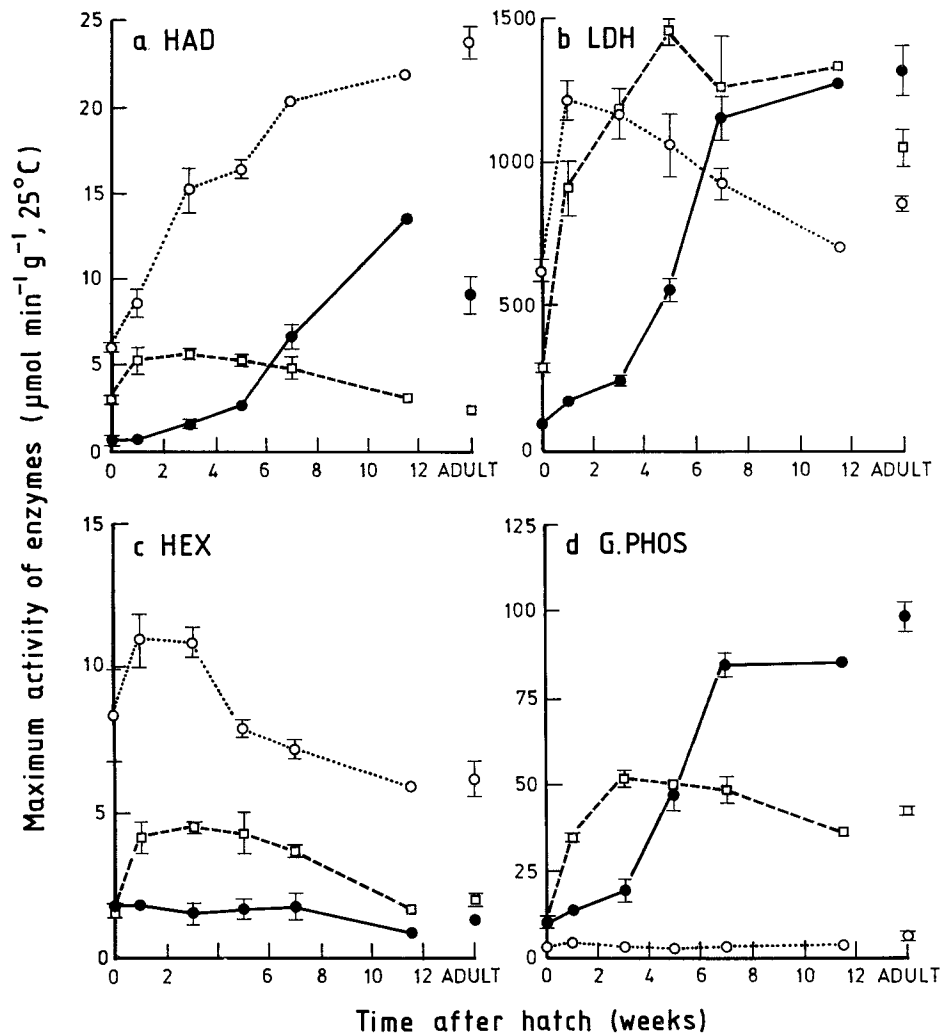 Maximum activity of enzymes (μmol min⁻¹ g⁻¹, 25°C)
a HAD
25
20
15
10
5
0
0 2 4 6 8 10 12 ADULT
b LDH
1500
1000
500
0
0 2 4 6 8 10 12 ADULT
c HEX
15
10
5
0
0 2 4 6 8 10 12 ADULT
d G.PHOS
125
100
75
50
25
0
0 2 4 6 8 10 12 ADULT
Time after hatch (weeks)